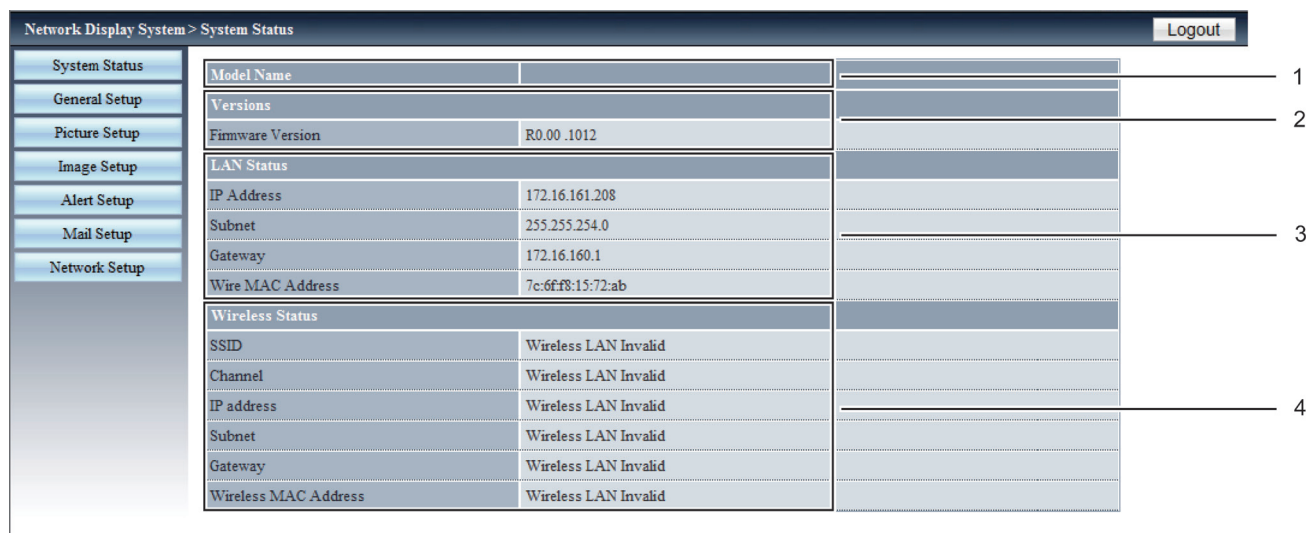 Network Display System > System Status
Logout
System Status
General Setup
Picture Setup
Image Setup
Alert Setup
Mail Setup
Network Setup
Model Name
1
Versions
2
Firmware Version R0.00 .1012
LAN Status
IP Address 172.16.161.208
Subnet 255.255.254.0
3
Gateway 172.16.160.1
Wire MAC Address 7c:6f:f8:15:72:ab
Wireless Status
SSID Wireless LAN Invalid
Channel Wireless LAN Invalid
IP address Wireless LAN Invalid
4
Subnet Wireless LAN Invalid
Gateway Wireless LAN Invalid
Wireless MAC Address Wireless LAN Invalid